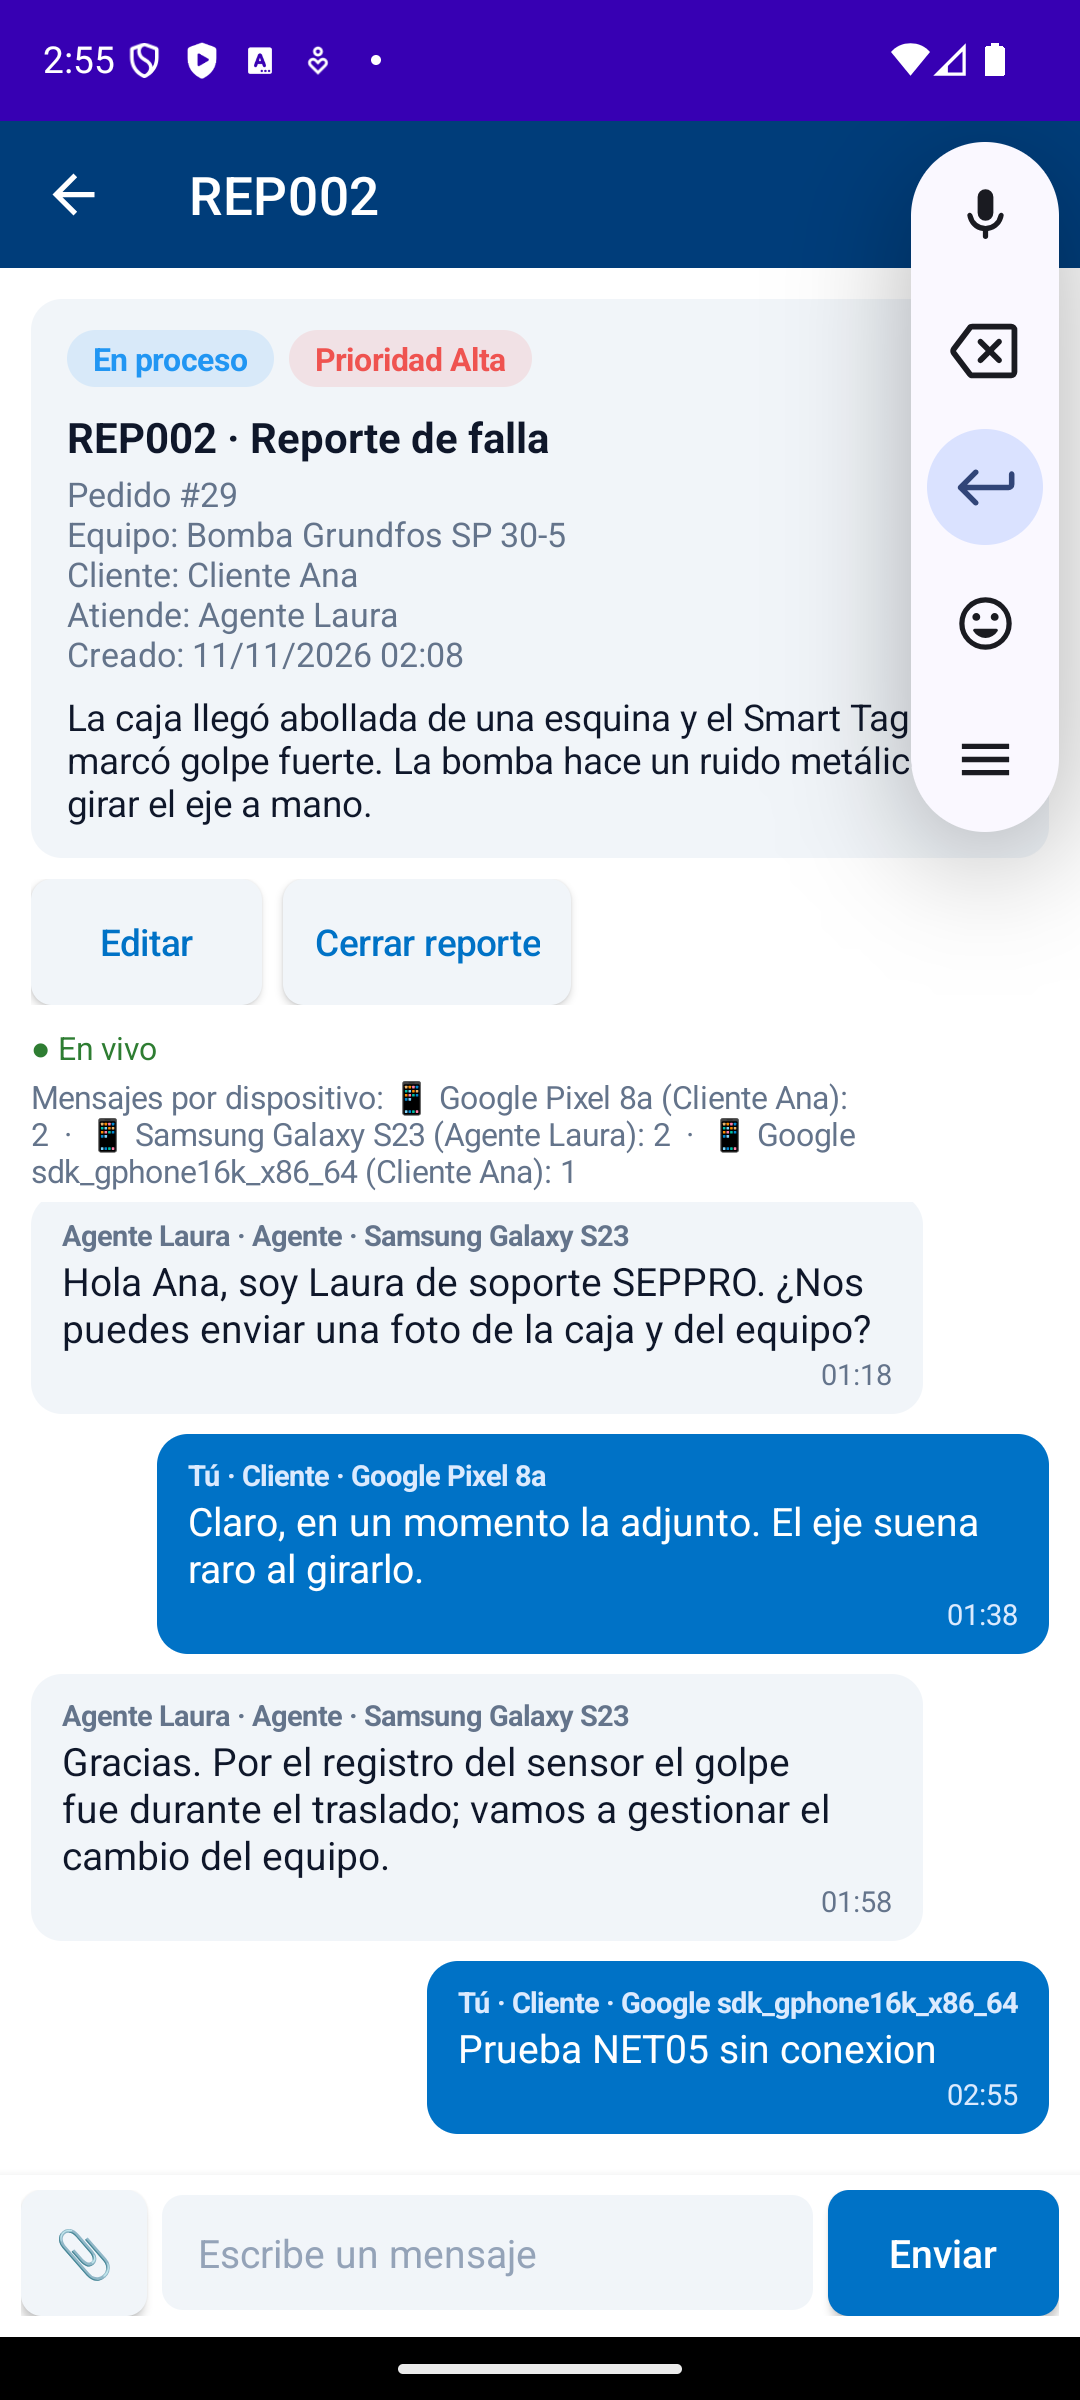 2:55
REP002
En proceso
Prioridad Alta
REP002 · Reporte de falla
Pedido #29
Equipo: Bomba Grundfos SP 30-5
Cliente: Cliente Ana
Atiende: Agente Laura
Creado: 11/11/2026 02:08
La caja llegó abollada de una esquina y el Smart Tag
marcó golpe fuerte. La bomba hace un ruido
girar el eje a mano.
Editar
Cerrar reporte
● En vivo
Mensajes por dispositivo: 📱 Google Pixel 8a (Cliente Ana):
2 · 📱 Samsung Galaxy S23 (Agente Laura): 2 · 📱 Google
sdk_gphone16k_x86_64 (Cliente Ana): 1
Agente Laura · Agente · Samsung Galaxy S23
Hola Ana, soy Laura de soporte SEPPRO. ¿Nos
puedes enviar una foto de la caja y del equipo?
01:18
Tú · Cliente · Google Pixel 8a
Claro, en un momento la adjunto. El eje suena
raro al girarlo.
01:38
Agente Laura · Agente · Samsung Galaxy S23
Gracias. Por el registro del sensor el golpe
fue durante el traslado; vamos a gestionar el
cambio del equipo.
01:58
Tú · Cliente · Google sdk_gphone16k_x86_64
Prueba NET05 sin conexion
02:55
Escribe un mensaje
Enviar